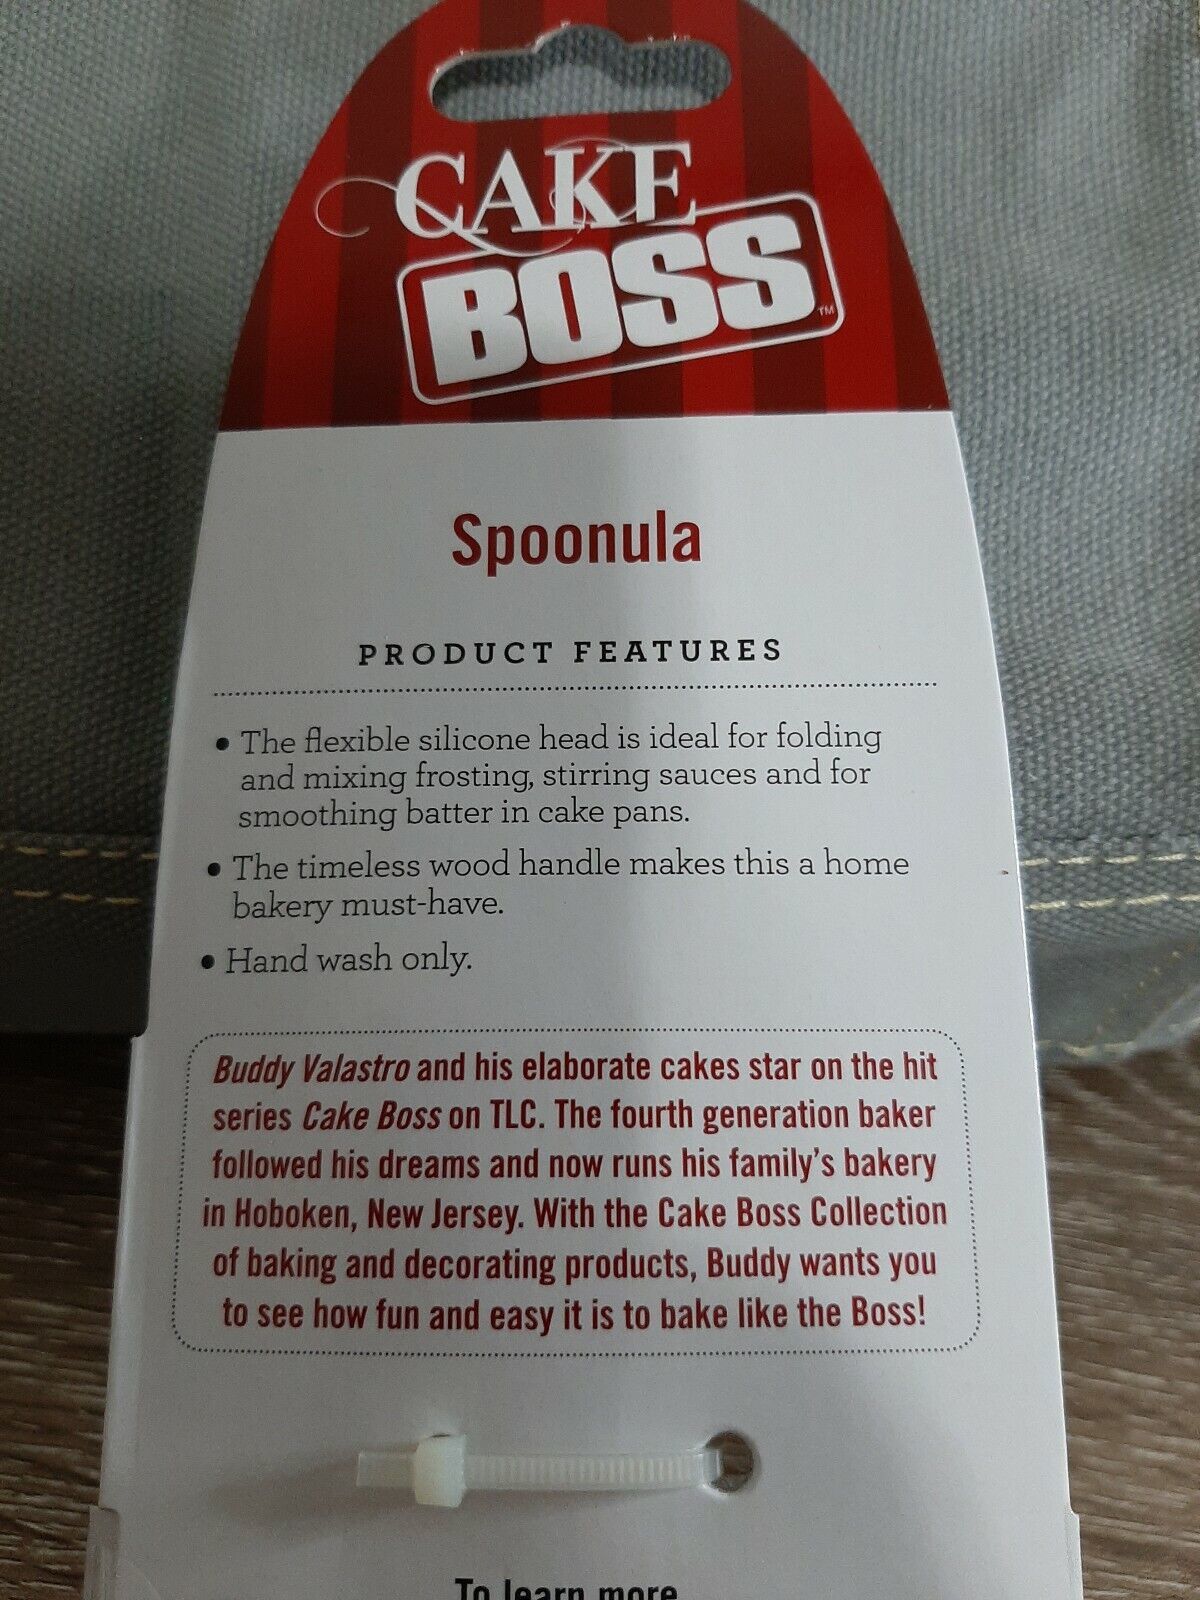 CAKE
BOSS™
Spoonula
PRODUCT FEATURES
• The flexible silicone head is ideal for folding
and mixing frosting, stirring sauces and for
smoothing batter in cake pans.
• The timeless wood handle makes this a home
bakery must-have.
• Hand wash only.
Buddy Valastro and his elaborate cakes star on the hit
series Cake Boss on TLC. The fourth generation baker
followed his dreams and now runs his family's bakery
in Hoboken, New Jersey. With the Cake Boss Collection
of baking and decorating products, Buddy wants you
to see how fun and easy it is to bake like the Boss!
To learn more